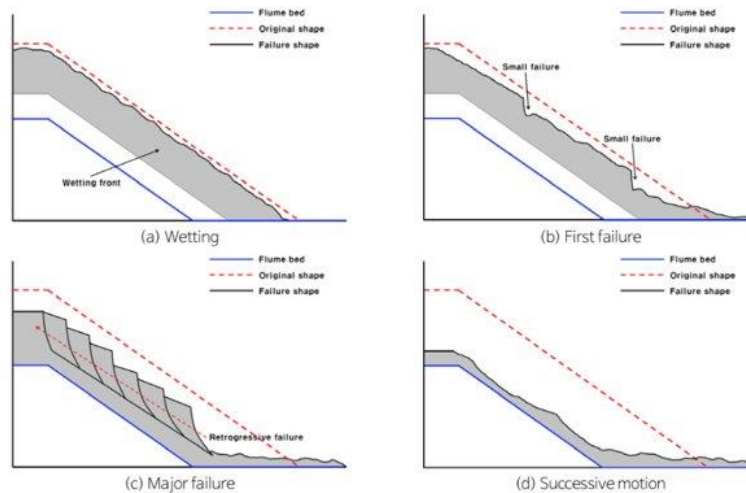 Flume bed
Original shape
Failure shape
Wetting front
(a) Wetting
Flume bed
Original shape
Failure shape
Small failure
Small failure
(b) First failure
Flume bed
Original shape
Failure shape
Retrogressive failure
(c) Major failure
Flume bed
Original shape
Failure shape
(d) Successive motion